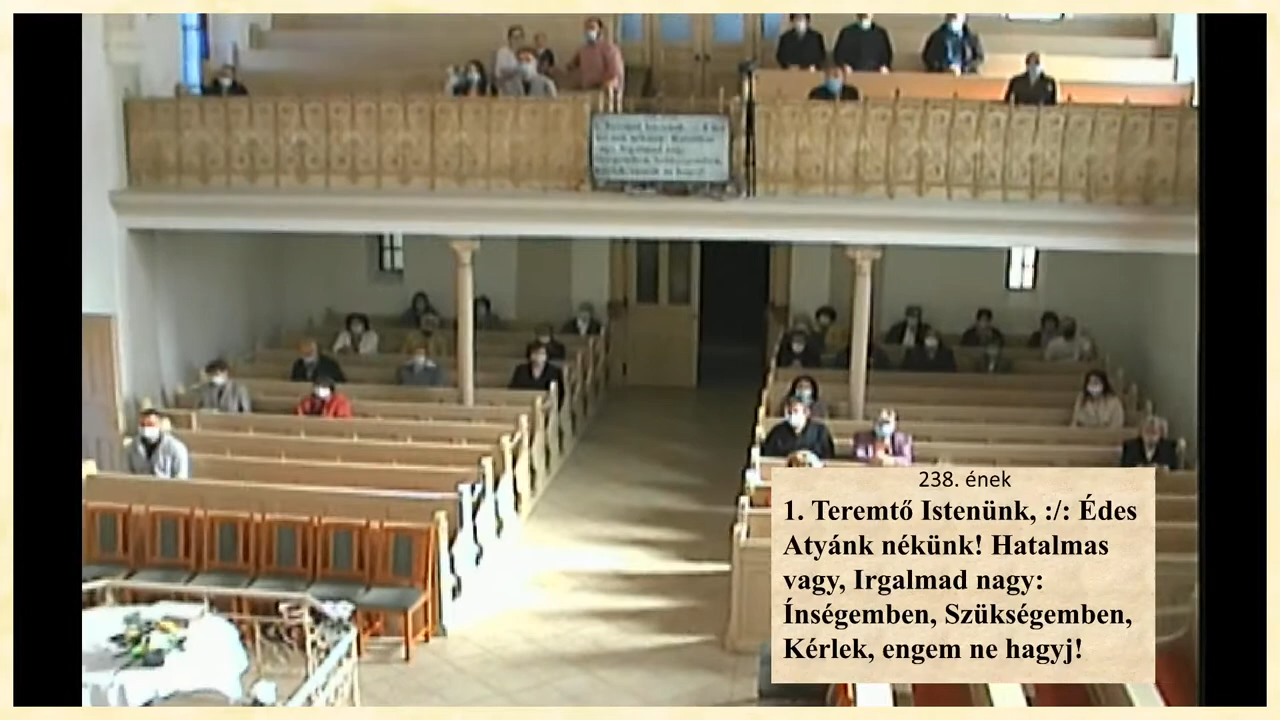 238. ének
1. Teremtő Istenünk, :/: Édes
Atyánk nékünk! Hatalmas
vagy, Irgalmad nagy:
Ínségemben, Szükségemben,
Kérlek, engem ne hagyj!